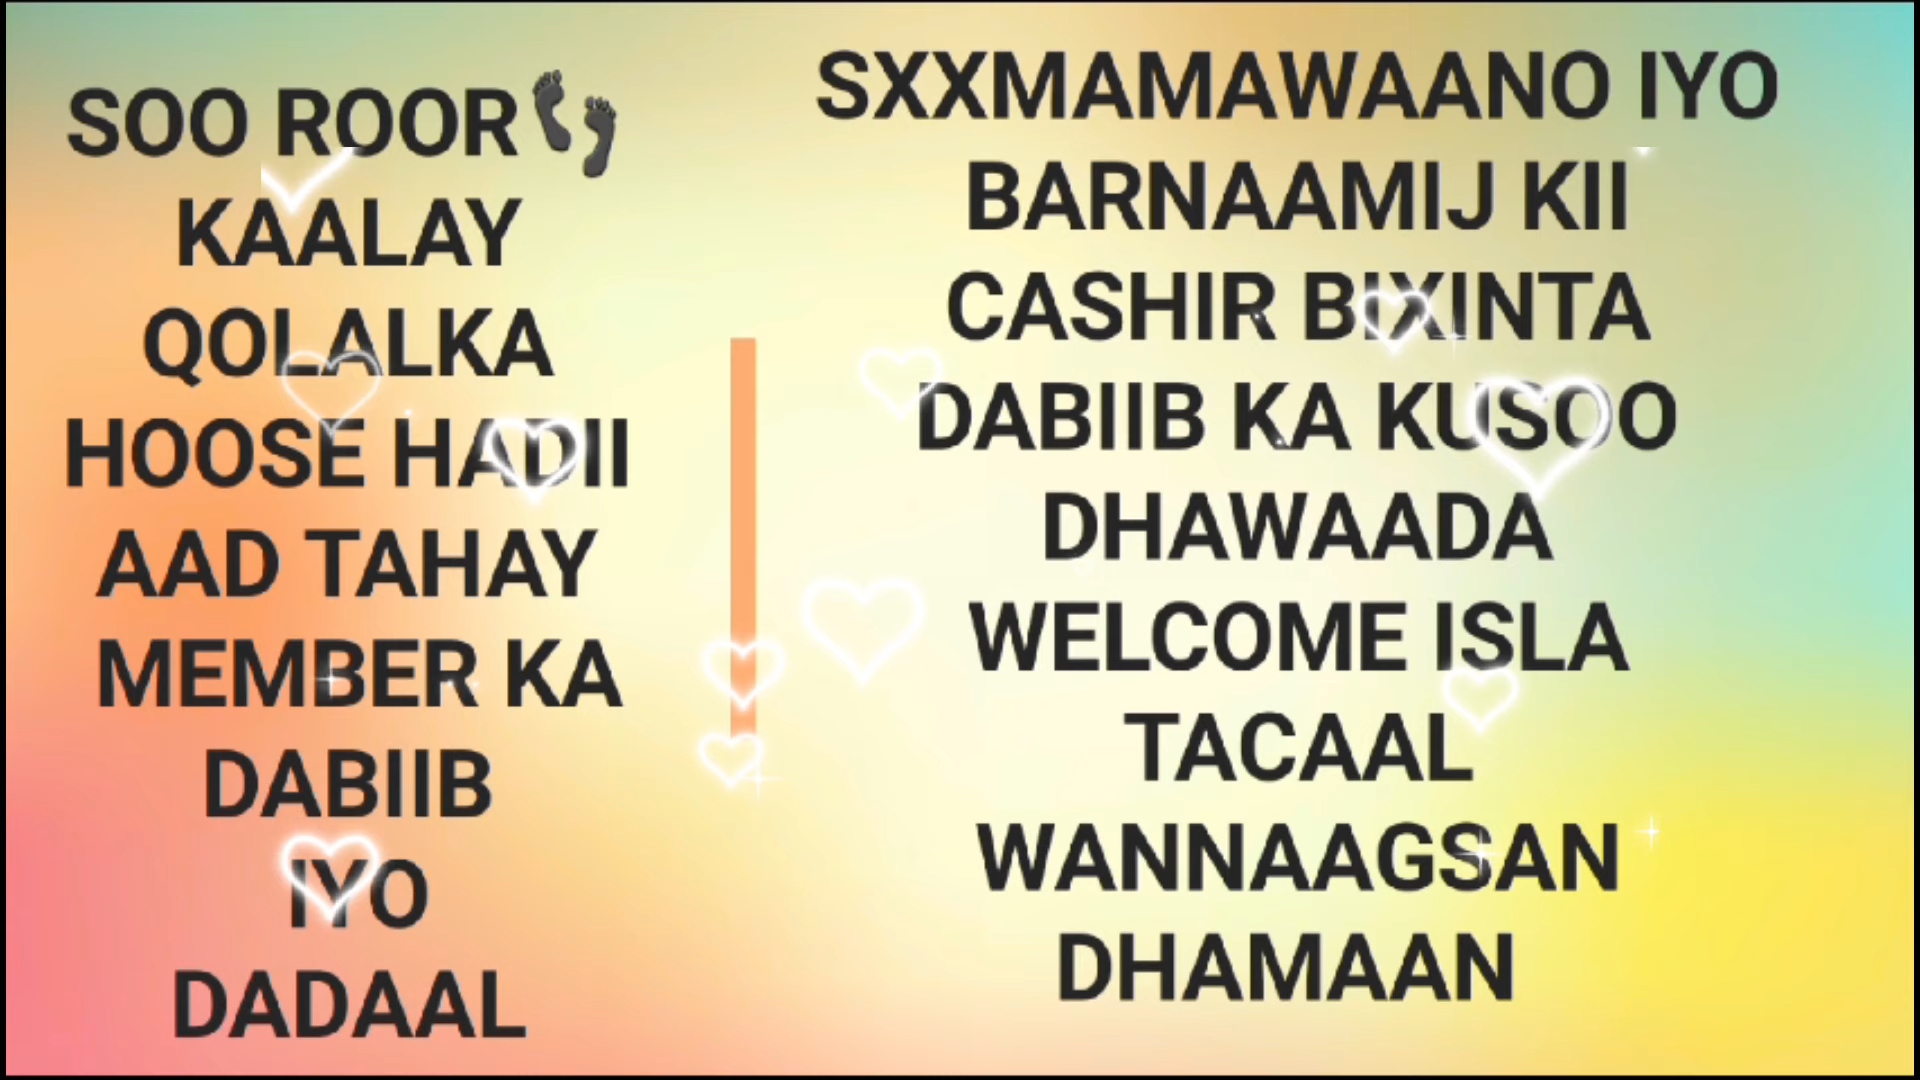 SOO ROOR👣
KAALAY
QOLALKA
HOOSE HADII
AAD TAHAY
MEMBER KA
DABIIB
IYO
DADAAL
SXXMAMAWAANO IYO
BARNAAMIJ KII
CASHIR BIXINTA
DABIIB KA KUSOO
DHAWAADA
WELCOME ISLA
TACAAL
WANNAAGSAN
DHAMAAN